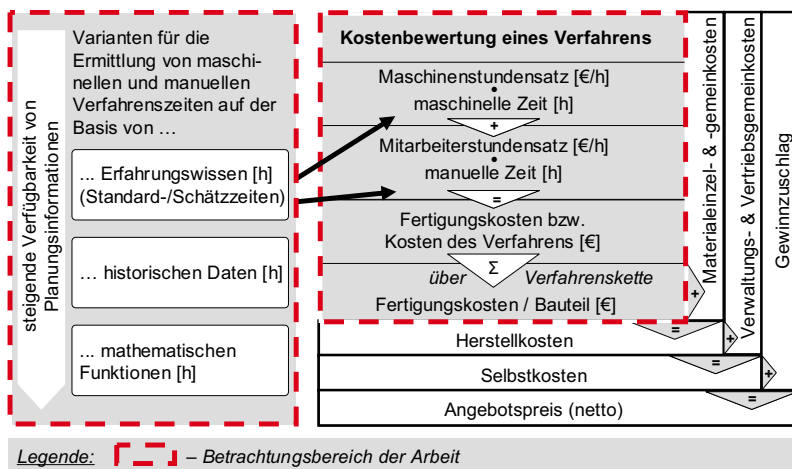 Varianten für die
Ermittlung von maschi-
nellen und manuellen
Verfahrenszeiten auf der
Basis von …
... Erfahrungswissen [h]
(Standard-/Schätzzeiten)
... historischen Daten [h]
... mathematischen
Funktionen [h]
steigende Verfügbarkeit von
Planungsinformationen
Kostenbewertung eines Verfahrens
Maschinenstundensatz [€/h]
•
maschinelle Zeit [h]
+
Mitarbeiterstundensatz [€/h]
•
manuelle Zeit [h]
=
Fertigungskosten bzw.
Kosten des Verfahrens [€]
über Σ Verfahrenskette
Fertigungskosten / Bauteil [€]
+
Materialeinzel- & -gemeinkosten
=
Herstellkosten
+
Verwaltungs- & Vertriebsgemeinkosten
=
Selbstkosten
+
Gewinnzuschlag
=
Angebotspreis (netto)
Legende: – Betrachtungsbereich der Arbeit